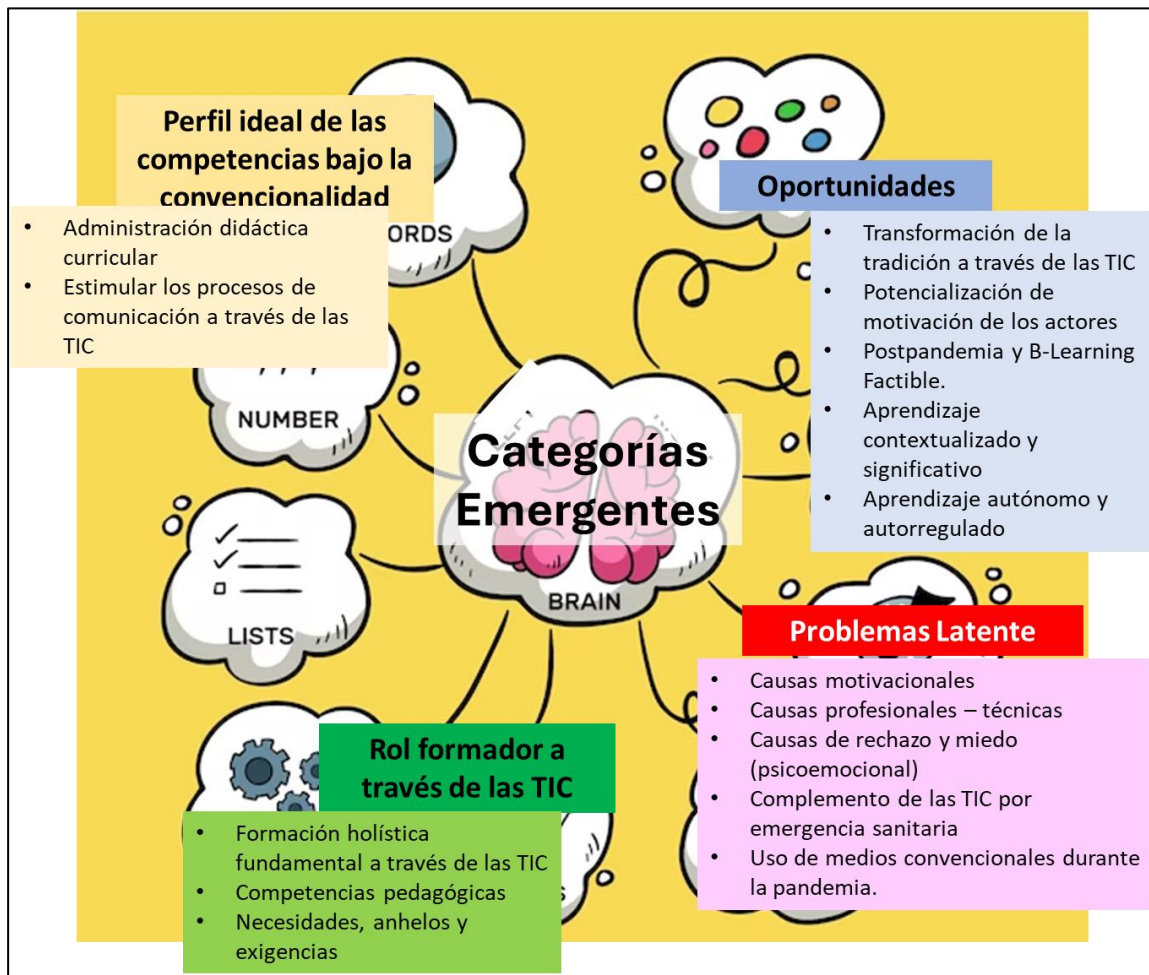 Perfil ideal de las
competencias bajo la
convencionalidad
• Administración didáctica
curricular
• Estimular los procesos de
comunicación a través de las
TIC
ORDS
NUMBER
LISTS
Categorías
Emergentes
BRAIN
Oportunidades
• Transformación de la
tradición a través de las TIC
• Potencialización de
motivación de los actores
• Postpandemia y B-Learning
Factible.
• Aprendizaje
contextualizado y
significativo
• Aprendizaje autónomo y
autorregulado
Problemas Latente
• Causas motivacionales
• Causas profesionales – técnicas
• Causas de rechazo y miedo
(psicoemocional)
• Complemento de las TIC por
emergencia sanitaria
• Uso de medios convencionales durante
la pandemia.
Rol formador a
través de las TIC
• Formación holística
fundamental a través de las TIC
• Competencias pedagógicas
• Necesidades, anhelos y
exigencias